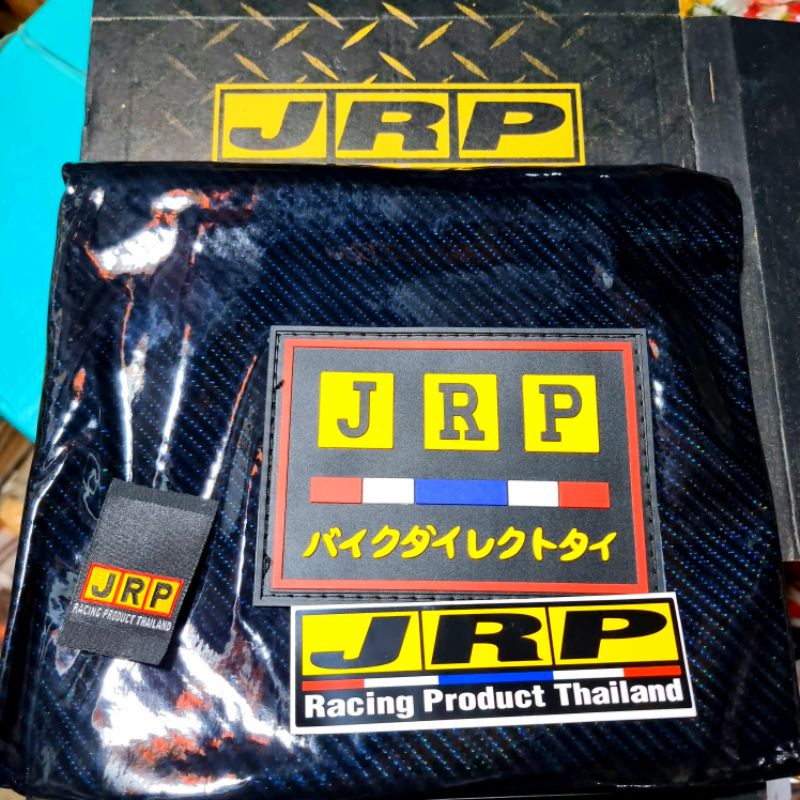 JRP
J R P
バイクダイレクトタイ
JRP
RACING PRODUCT THAILAND
JRP
Racing Product Thailand